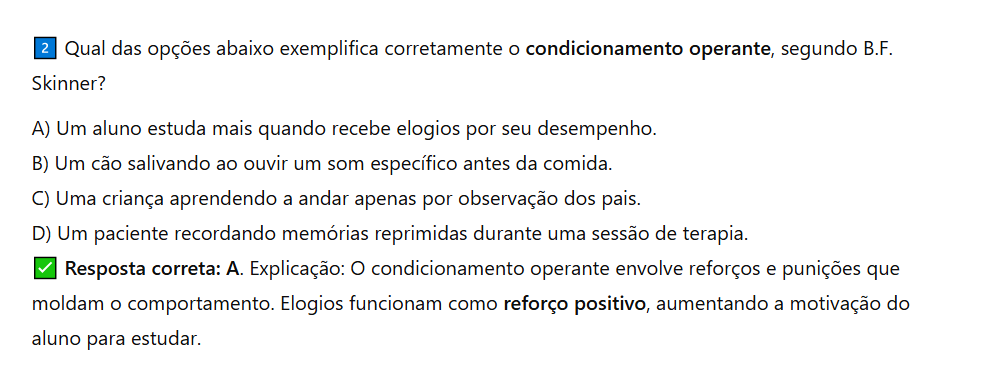 2 Qual das opções abaixo exemplifica corretamente o condicionamento operante, segundo B.F.
Skinner?
A) Um aluno estuda mais quando recebe elogios por seu desempenho.
B) Um cão salivando ao ouvir um som específico antes da comida.
C) Uma criança aprendendo a andar apenas por observação dos pais.
D) Um paciente recordando memórias reprimidas durante uma sessão de terapia.
✅ Resposta correta: A. Explicação: O condicionamento operante envolve reforços e punições que
moldam o comportamento. Elogios funcionam como reforço positivo, aumentando a motivação do
aluno para estudar.